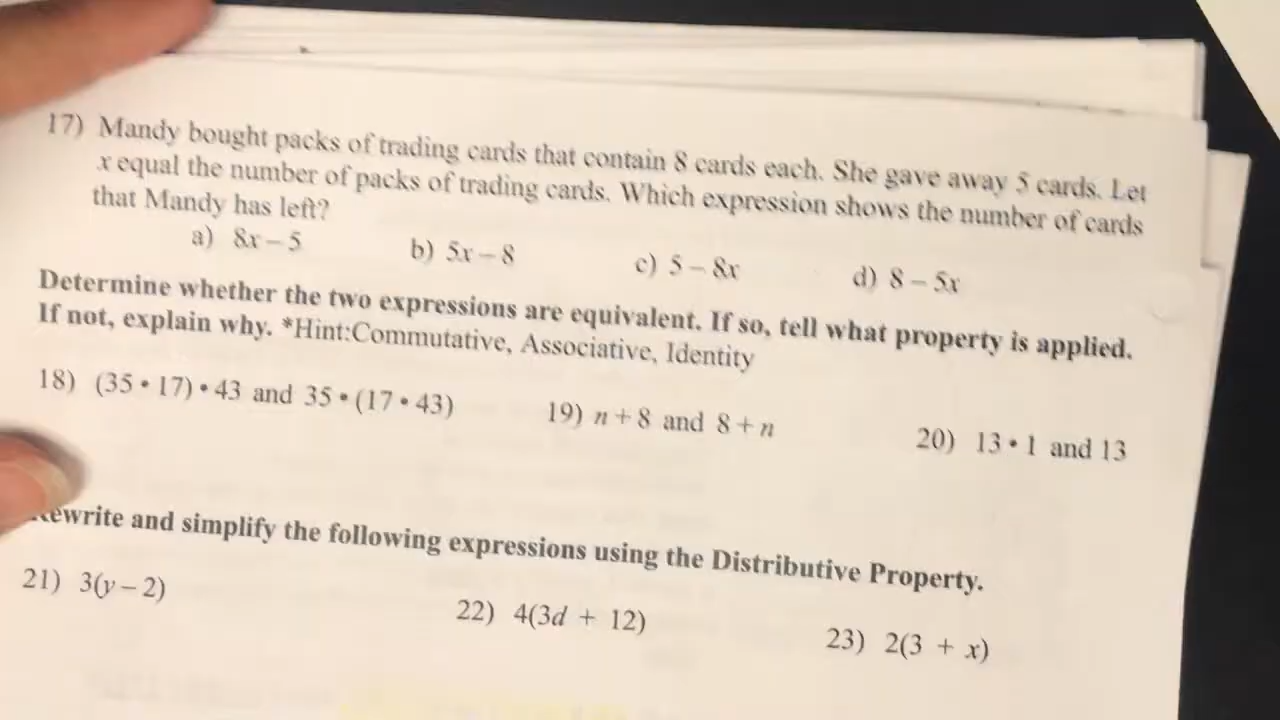 17) Mandy bought packs of trading cards that contain 8 cards each. She gave away 5 cards. Let
x equal the number of packs of trading cards. Which expression shows the number of cards
that Mandy has left?
a) 8x – 5 b) 5x – 8 c) 5 – 8x d) 8 – 5x
Determine whether the two expressions are equivalent. If so, tell what property is applied.
If not, explain why. *Hint:Commutative, Associative, Identity
18) (35 • 17) • 43 and 35 • (17 • 43) 19) n + 8 and 8 + n 20) 13 • 1 and 13
Rewrite and simplify the following expressions using the Distributive Property.
21) 3(y – 2) 22) 4(3d + 12) 23) 2(3 + x)